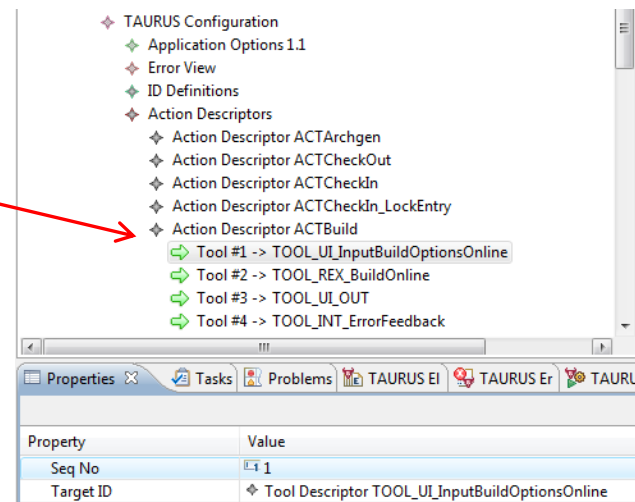 TAURUS Configuration
Application Options 1.1
Error View
ID Definitions
Action Descriptors
Action Descriptor ACTArchgen
Action Descriptor ACTCheckOut
Action Descriptor ACTCheckIn
Action Descriptor ACTCheckIn_LockEntry
Action Descriptor ACTBuild
Tool #1 -> TOOL_UI_InputBuildOptionsOnline
Tool #2 -> TOOL_REX_BuildOnline
Tool #3 -> TOOL_UI_OUT
Tool #4 -> TOOL_INT_ErrorFeedback
Properties Tasks Problems TAURUS El TAURUS Er TAURU
Property Value
Seq No 1
Target ID Tool Descriptor TOOL_UI_InputBuildOptionsOnline